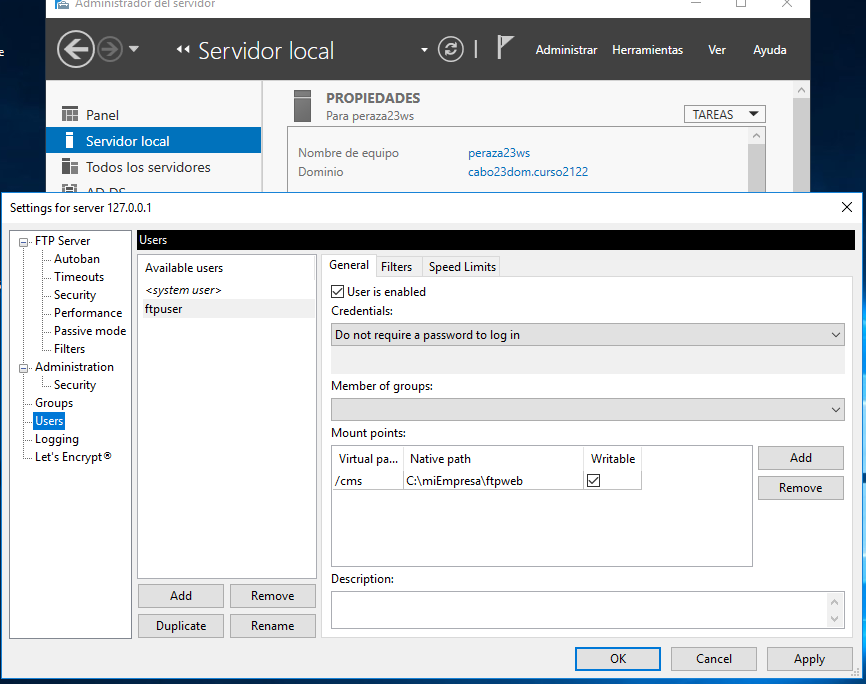 Administrador del servidor
Servidor local
Administrar Herramientas Ver Ayuda
Panel
Servidor local
Todos los servidores
AD DS
PROPIEDADES
Para peraza23ws
TAREAS
Nombre de equipo peraza23ws
Dominio cabo23dom.curso2122
Settings for server 127.0.0.1
FTP Server
Autoban
Timeouts
Security
Performance
Passive mode
Filters
Administration
Security
Groups
Users
Logging
Let's Encrypt®
Users
Available users
<system user>
ftpuser
Add Remove
Duplicate Rename
General Filters Speed Limits
User is enabled
Credentials:
Do not require a password to log in
Member of groups:
Mount points:
Virtual pa... Native path Writable
/cms C:\miEmpresa\ftpweb
Add
Remove
Description:
OK Cancel Apply